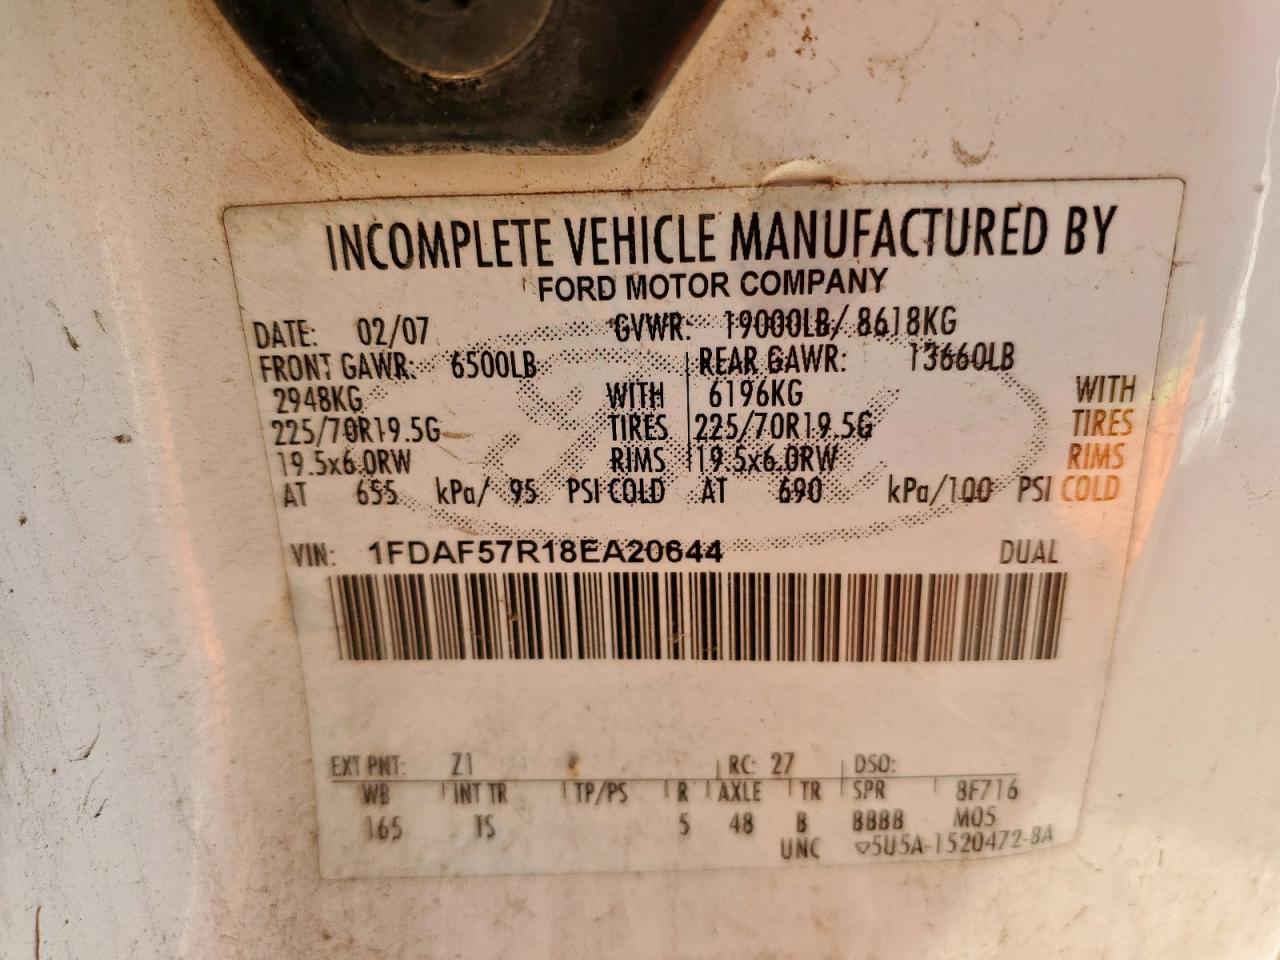 INCOMPLETE VEHICLE MANUFACTURED BY
FORD MOTOR COMPANY
DATE: 02/07 GVWR: 19000LB/ 8618KG
FRONT GAWR: 6500LB REAR GAWR: 13660LB
2948KG WITH 6196KG WITH
225/70R19.5G TIRES 225/70R19.5G TIRES
19.5x6.0RW RIMS 19.5x6.0RW RIMS
AT 655 kPa/ 95 PSI COLD AT 690 kPa/100 PSI COLD
VIN: 1FDAF57R18EA20644 DUAL
EXT PNT: Z1 RC: 27 DSO:
WB INT TR TP/PS R AXLE TR SPR 8F716
165 TS 5 48 B BBBB M05
UNC ▽5U5A-1520472-BA